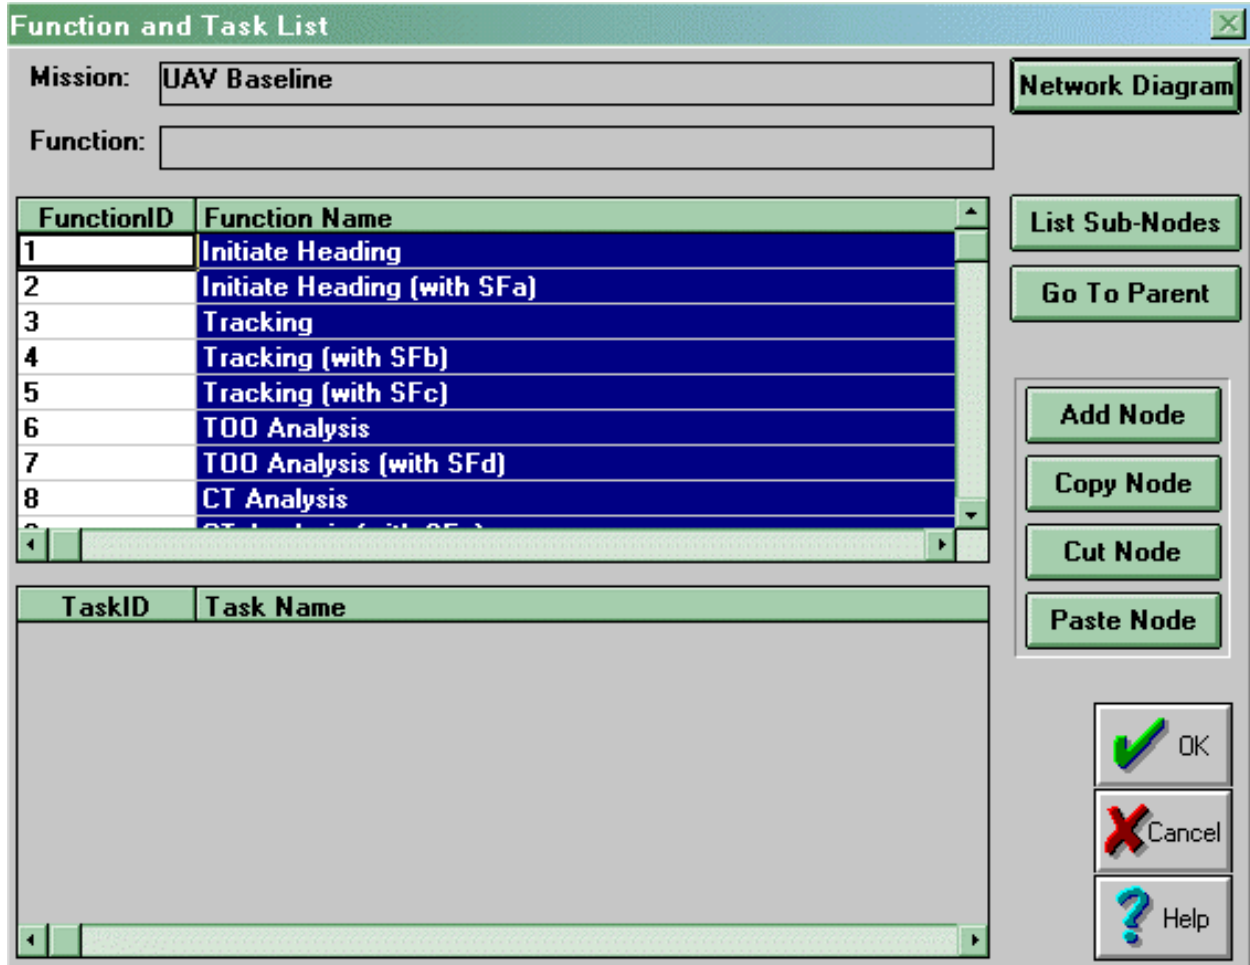 Function and Task List
Mission: UAV Baseline
Network Diagram
Function:
FunctionID Function Name
1 Initiate Heading
2 Initiate Heading (with SFa)
3 Tracking
4 Tracking (with SFb)
5 Tracking (with SFc)
6 TOO Analysis
7 TOO Analysis (with SFd)
8 CT Analysis
List Sub-Nodes
Go To Parent
Add Node
Copy Node
Cut Node
Paste Node
TaskID Task Name
OK
Cancel
Help